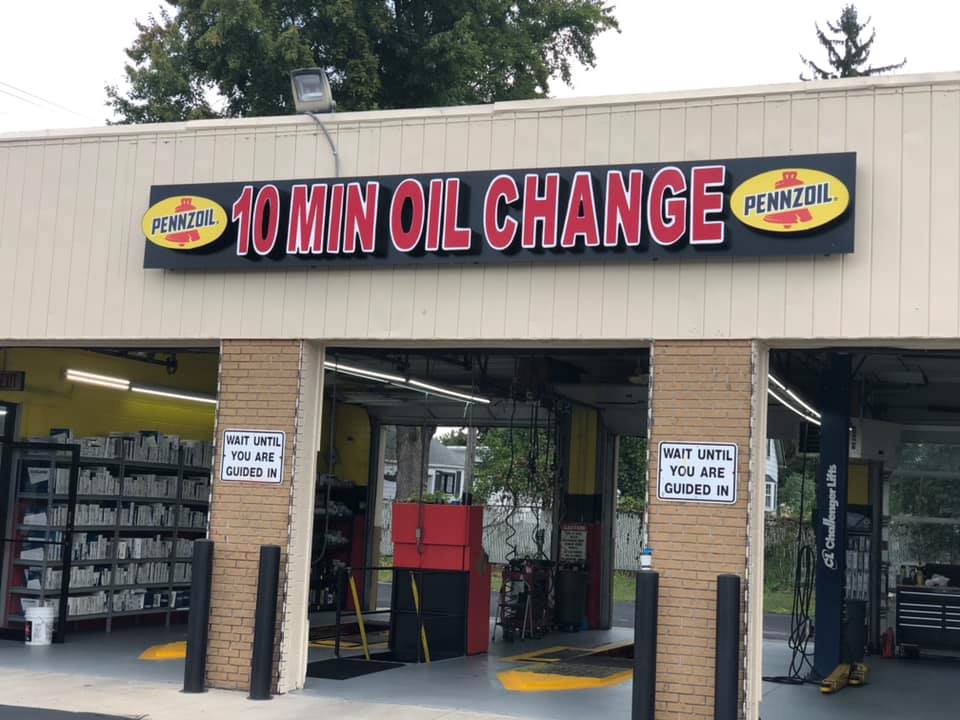 PENNZOIL
10 MIN OIL CHANGE
PENNZOIL
WAIT UNTIL
YOU ARE
GUIDED IN
WAIT UNTIL
YOU ARE
GUIDED IN
Challenger Lifts
CAUTION